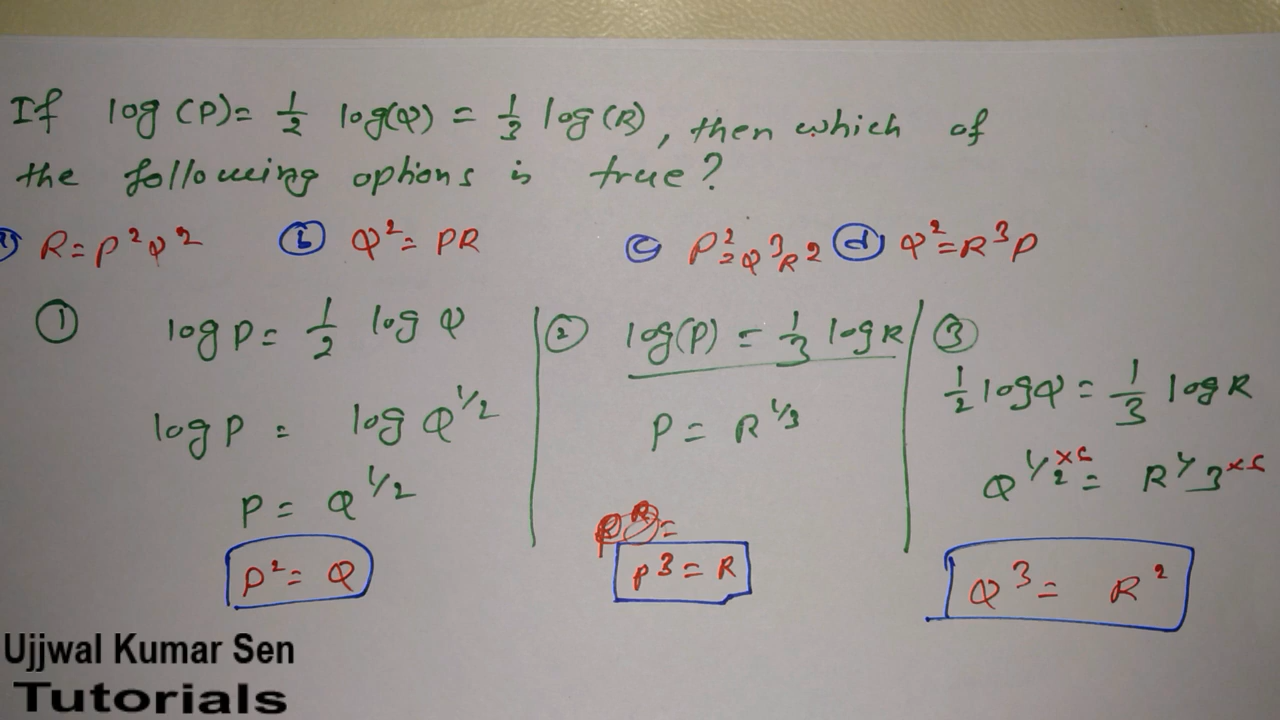 If log (P) = 1/2 log(Q) = 1/3 log(R), then which of
the following options is true?
a) R = P²Q² (b) Q² = PR (c) P² = Q³R² (d) Q² = R³P
① log P = 1/2 log Q
log P = log Q^1/2
P = Q^1/2
P² = Q
② log(P) = 1/3 log R
P = R^1/3
P³ = R
③
1/2 log Q = 1/3 log R
Q^1/2 ×6 = R^1/3 ×6
Q³ = R²
Ujjwal Kumar Sen
Tutorials